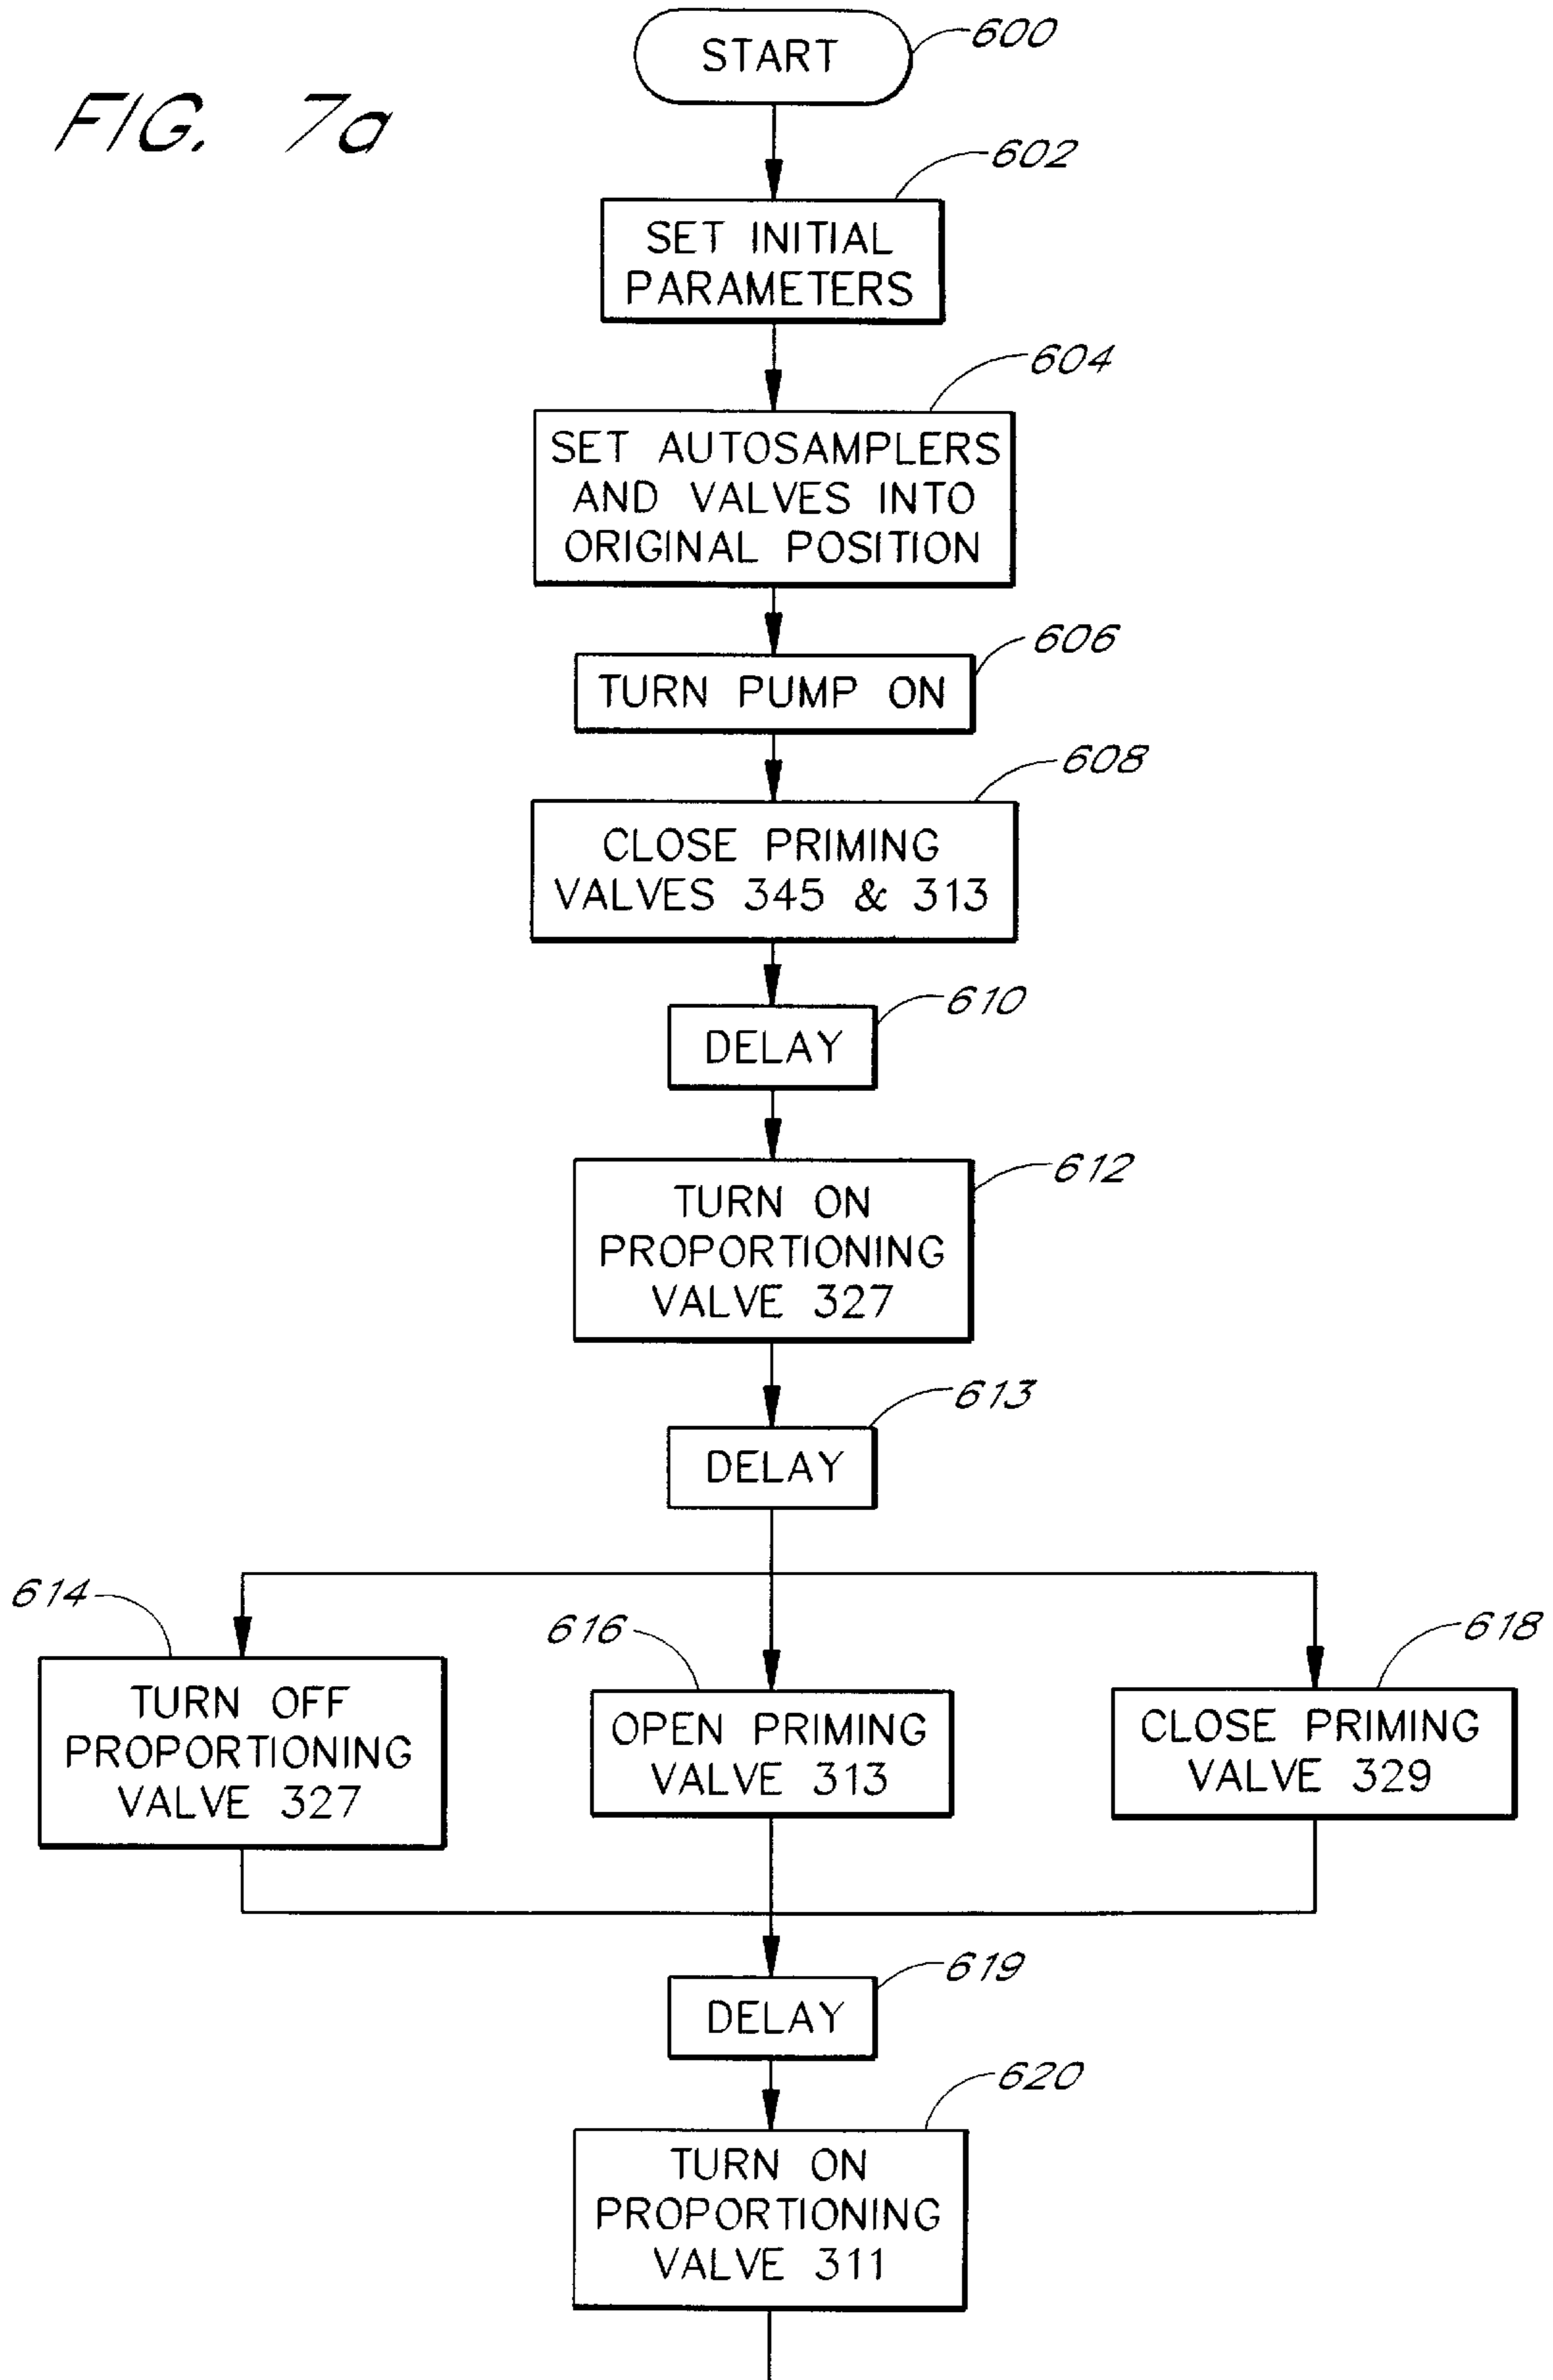 FIG. 7a
START
600
602
SET INITIAL
PARAMETERS
604
SET AUTOSAMPLERS
AND VALVES INTO
ORIGINAL POSITION
606
TURN PUMP ON
608
CLOSE PRIMING
VALVES 345 & 313
610
DELAY
612
TURN ON
PROPORTIONING
VALVE 327
613
DELAY
614
TURN OFF
PROPORTIONING
VALVE 327
616
OPEN PRIMING
VALVE 313
618
CLOSE PRIMING
VALVE 329
619
DELAY
620
TURN ON
PROPORTIONING
VALVE 311